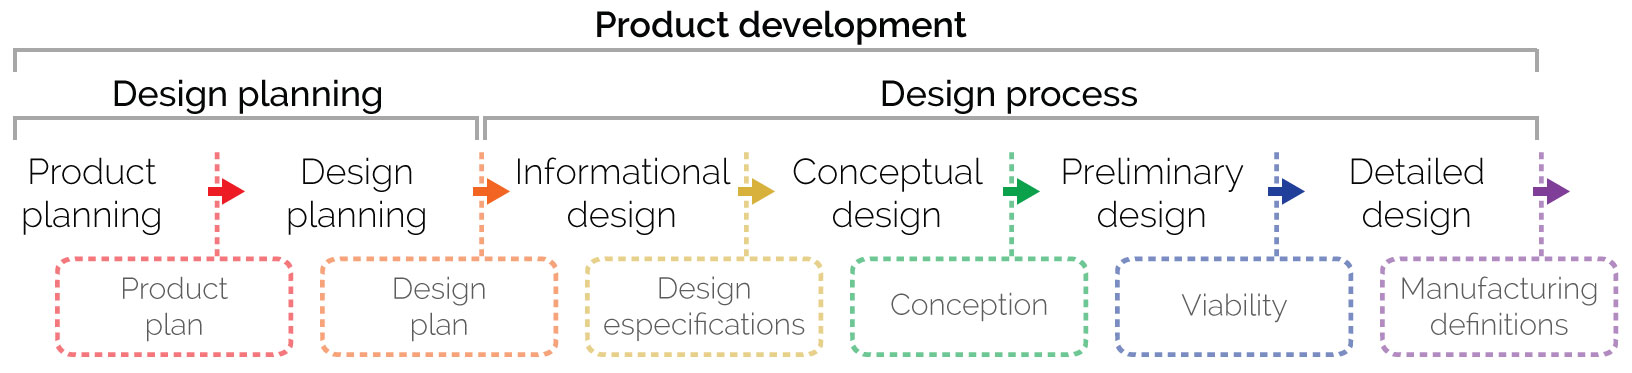 Product development
Design planning
Design process
Product
planning
Design
planning
Informational
design
Conceptual
design
Preliminary
design
Detailed
design
Product
plan
Design
plan
Design
especifications
Conception
Viability
Manufacturing
definitions